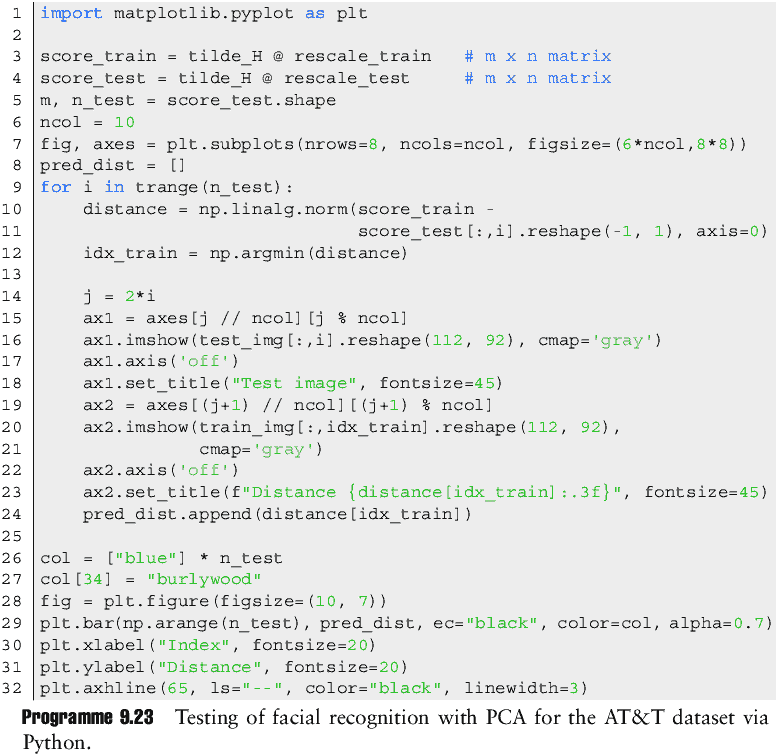 1 import matplotlib.pyplot as plt
2
3 score_train = tilde_H @ rescale_train   # m x n matrix
4 score_test = tilde_H @ rescale_test     # m x n matrix
5 m, n_test = score_test.shape
6 ncol = 10
7 fig, axes = plt.subplots(nrows=8, ncols=ncol, figsize=(6*ncol,8*8))
8 pred_dist = []
9 for i in trange(n_test):
10     distance = np.linalg.norm(score_train -
11                               score_test[:,i].reshape(-1, 1), axis=0)
12     idx_train = np.argmin(distance)
13
14     j = 2*i
15     ax1 = axes[j // ncol][j % ncol]
16     ax1.imshow(test_img[:,i].reshape(112, 92), cmap='gray')
17     ax1.axis('off')
18     ax1.set_title("Test image", fontsize=45)
19     ax2 = axes[(j+1) // ncol][(j+1) % ncol]
20     ax2.imshow(train_img[:,idx_train].reshape(112, 92),
21                cmap='gray')
22     ax2.axis('off')
23     ax2.set_title(f"Distance {distance[idx_train]:.3f}", fontsize=45)
24     pred_dist.append(distance[idx_train])
25
26 col = ["blue"] * n_test
27 col[34] = "burlywood"
28 fig = plt.figure(figsize=(10, 7))
29 plt.bar(np.arange(n_test), pred_dist, ec="black", color=col, alpha=0.7)
30 plt.xlabel("Index", fontsize=20)
31 plt.ylabel("Distance", fontsize=20)
32 plt.axhline(65, ls="--", color="black", linewidth=3)
Programme 9.23 Testing of facial recognition with PCA for the AT&T dataset via
Python.